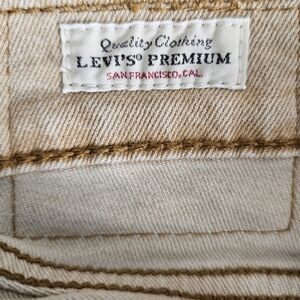 Quality Clothing
LEVI'S® PREMIUM
SAN FRANCISCO, CAL.